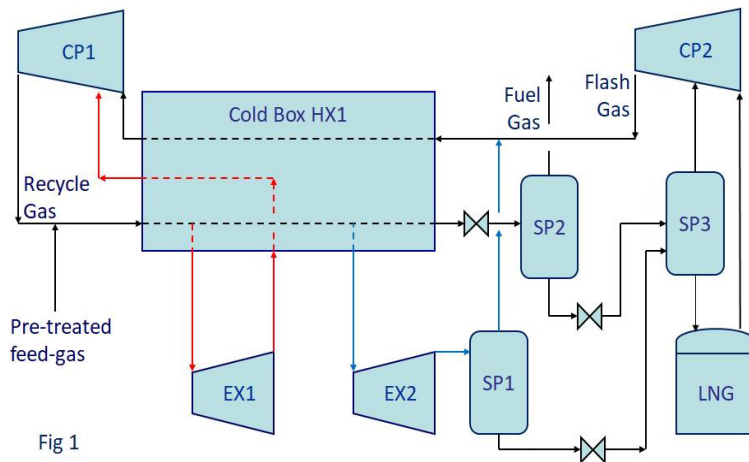 CP1
CP2
Cold Box HX1
Fuel
Gas
Flash
Gas
Recycle
Gas
SP2
SP3
Pre-treated
feed-gas
EX1
EX2
SP1
LNG
Fig 1